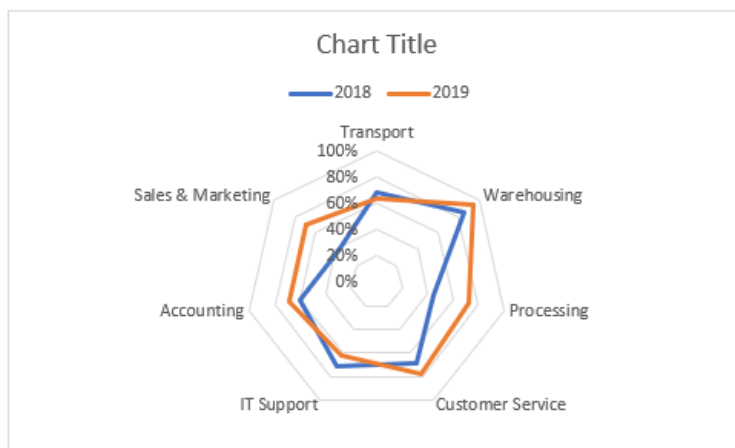 Chart Title
2018 2019
Transport
100%
80%
Sales & Marketing
Warehousing
60%
40%
20%
0%
Accounting
Processing
IT Support
Customer Service